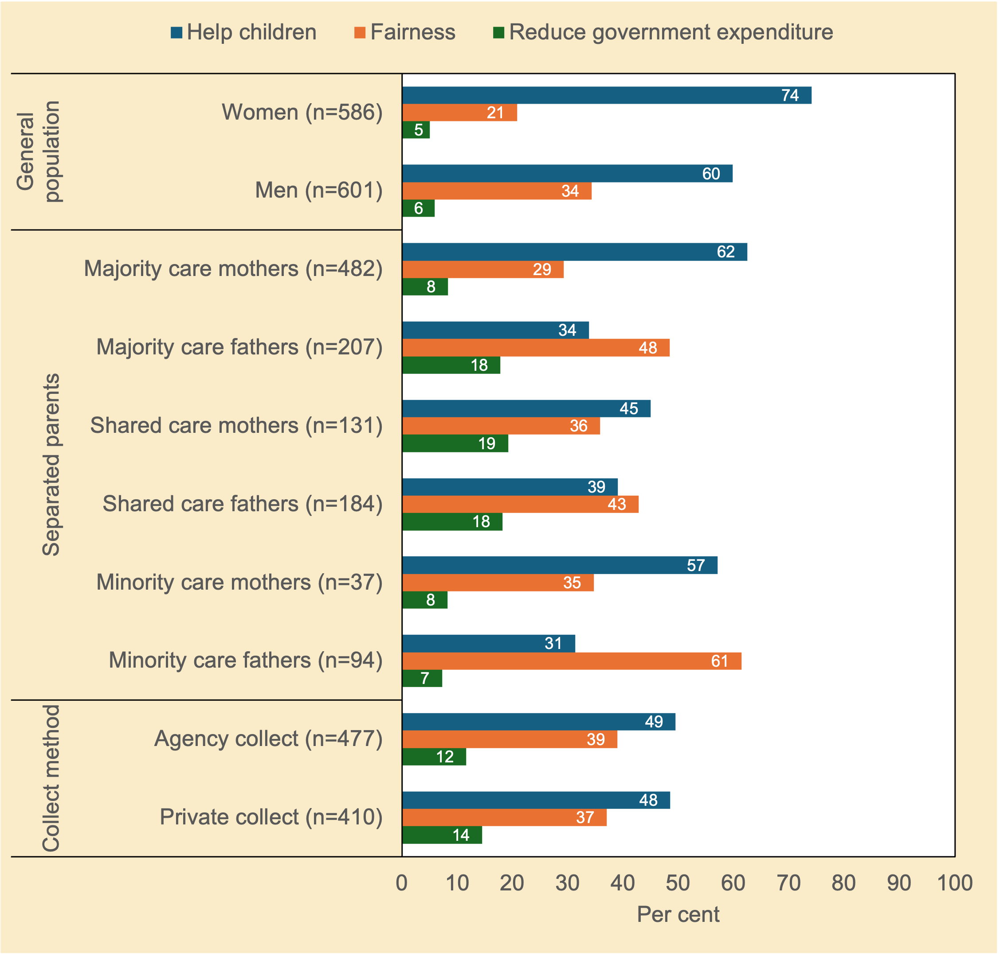 Help children
Fairness
Reduce government expenditure
General
population
Women (n=586)
74
21
5
Men (n=601)
60
34
6
Separated parents
Majority care mothers (n=482)
62
29
8
Majority care fathers (n=207)
34
48
18
Shared care mothers (n=131)
45
36
19
Shared care fathers (n=184)
39
43
18
Minority care mothers (n=37)
57
35
8
Minority care fathers (n=94)
31
61
7
Collect method
Agency collect (n=477)
49
39
12
Private collect (n=410)
48
37
14
0 10 20 30 40 50 60 70 80 90 100
Per cent